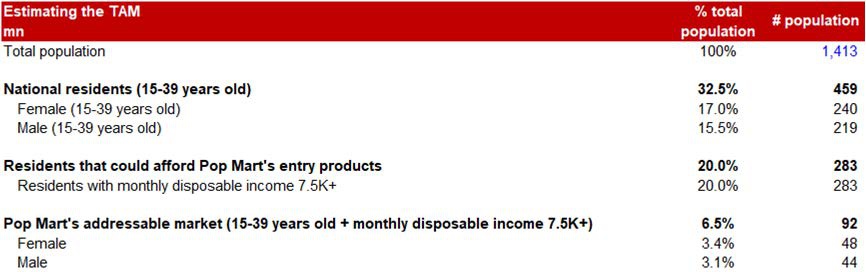 Estimating the TAM % total
mn population # population
Total population 100% 1,413
National residents (15-39 years old) 32.5% 459
Female (15-39 years old) 17.0% 240
Male (15-39 years old) 15.5% 219
Residents that could afford Pop Mart's entry products 20.0% 283
Residents with monthly disposable income 7.5K+ 20.0% 283
Pop Mart's addressable market (15-39 years old + monthly disposable income 7.5K+) 6.5% 92
Female 3.4% 48
Male 3.1% 44